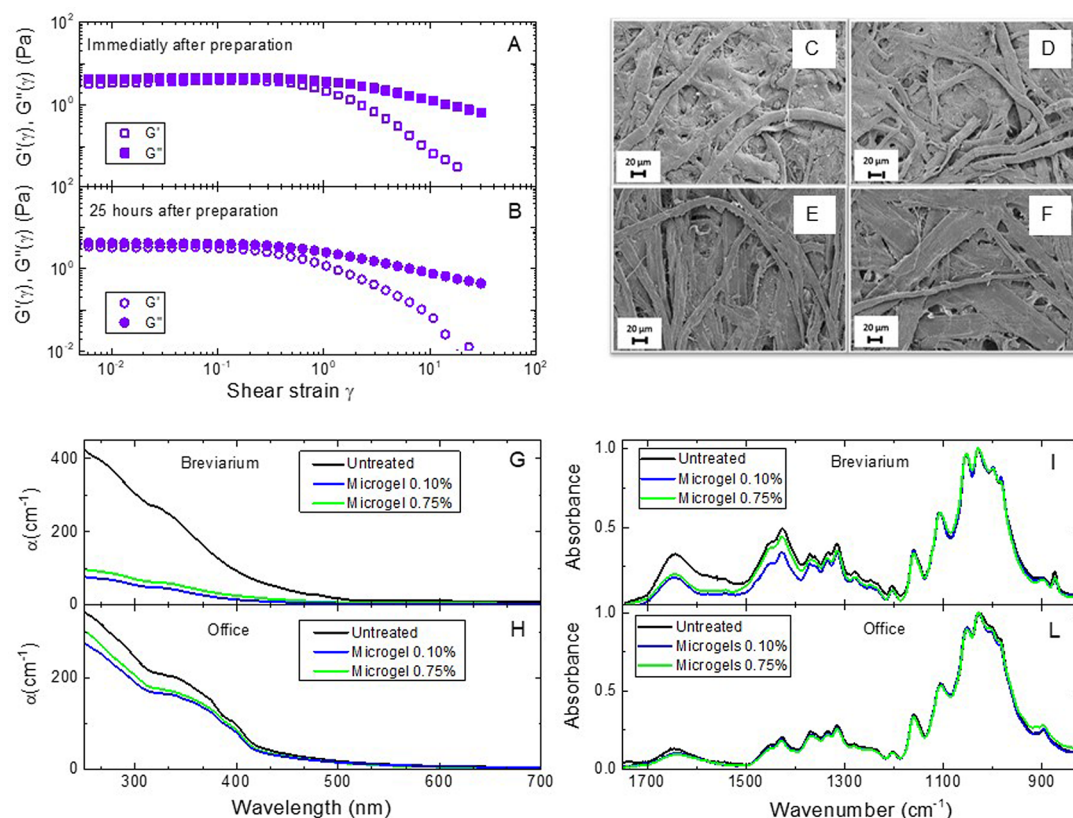 10²
Immediatly after preparation
A
10⁰
G'
G"
G'(γ), G"(γ) (Pa)
10²
25 hours after preparation
B
10⁰
G'
G"
G'(γ), G"(γ) (Pa)
10⁻²
10⁻² 10⁻¹ 10⁰ 10¹ 10²
Shear strain γ
C
D
20 µm
20 µm
E
F
20 µm
20 µm
400
Breviarium
G
Untreated
Microgel 0.10%
Microgel 0.75%
200
α(cm⁻¹)
0
Office
H
Untreated
Microgel 0.10%
Microgel 0.75%
200
α(cm⁻¹)
0
300 400 500 600 700
Wavelength (nm)
1.0
Breviarium
I
Untreated
Microgel 0.10%
Microgel 0.75%
0.5
Absorbance
1.0
Office
L
Untreated
Microgels 0.10%
Microgels 0.75%
0.5
Absorbance
0.0
1700 1500 1300 1100 900
Wavenumber (cm⁻¹)